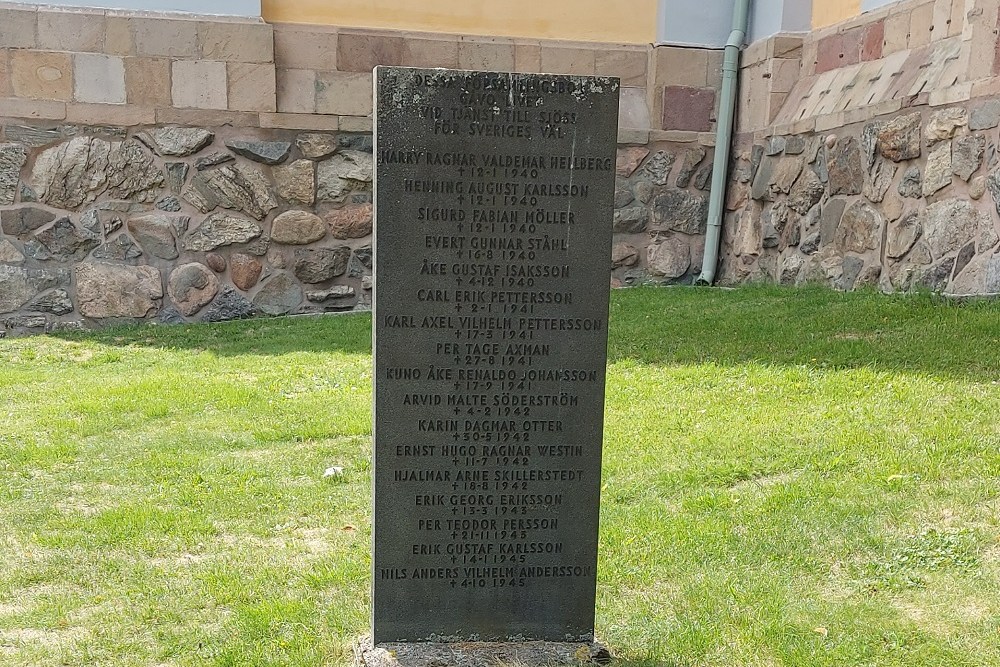 DESSA
GÅVO LIVET
VID TJÄNST TILL SJÖSS
FÖR SVERIGES VÄL
HARRY RAGNAR VALDEMAR HELLBERG
+ 12-1 1940
HENNING AUGUST KARLSSON
+ 12-1 1940
SIGURD FABIAN MÖLLER
+ 12-1 1940
EVERT GUNNAR STÅHL
+ 16-8 1940
ÅKE GUSTAF ISAKSSON
+ 4-12 1940
CARL ERIK PETTERSSON
+ 2-1 1941
KARL AXEL VILHELM PETTERSSON
+ 17-3 1941
PER TAGE AXMAN
+ 27-8 1941
KUNO ÅKE RENALDO JOHANSSON
+ 17-9 1941
ARVID MALTE SÖDERSTRÖM
+ 4-2 1942
KARIN DAGMAR OTTER
+ 30-5 1942
ERNST HUGO RAGNAR WESTIN
+ 11-7 1942
HJALMAR ARNE SKILLERSTEDT
+ 18-8 1942
ERIK GEORG ERIKSSON
+ 13-3 1943
PER TEODOR PERSSON
+ 21-11 1943
ERIK GUSTAF KARLSSON
+ 14-1 1945
NILS ANDERS VILHELM ANDERSSON
+ 4-10 1945